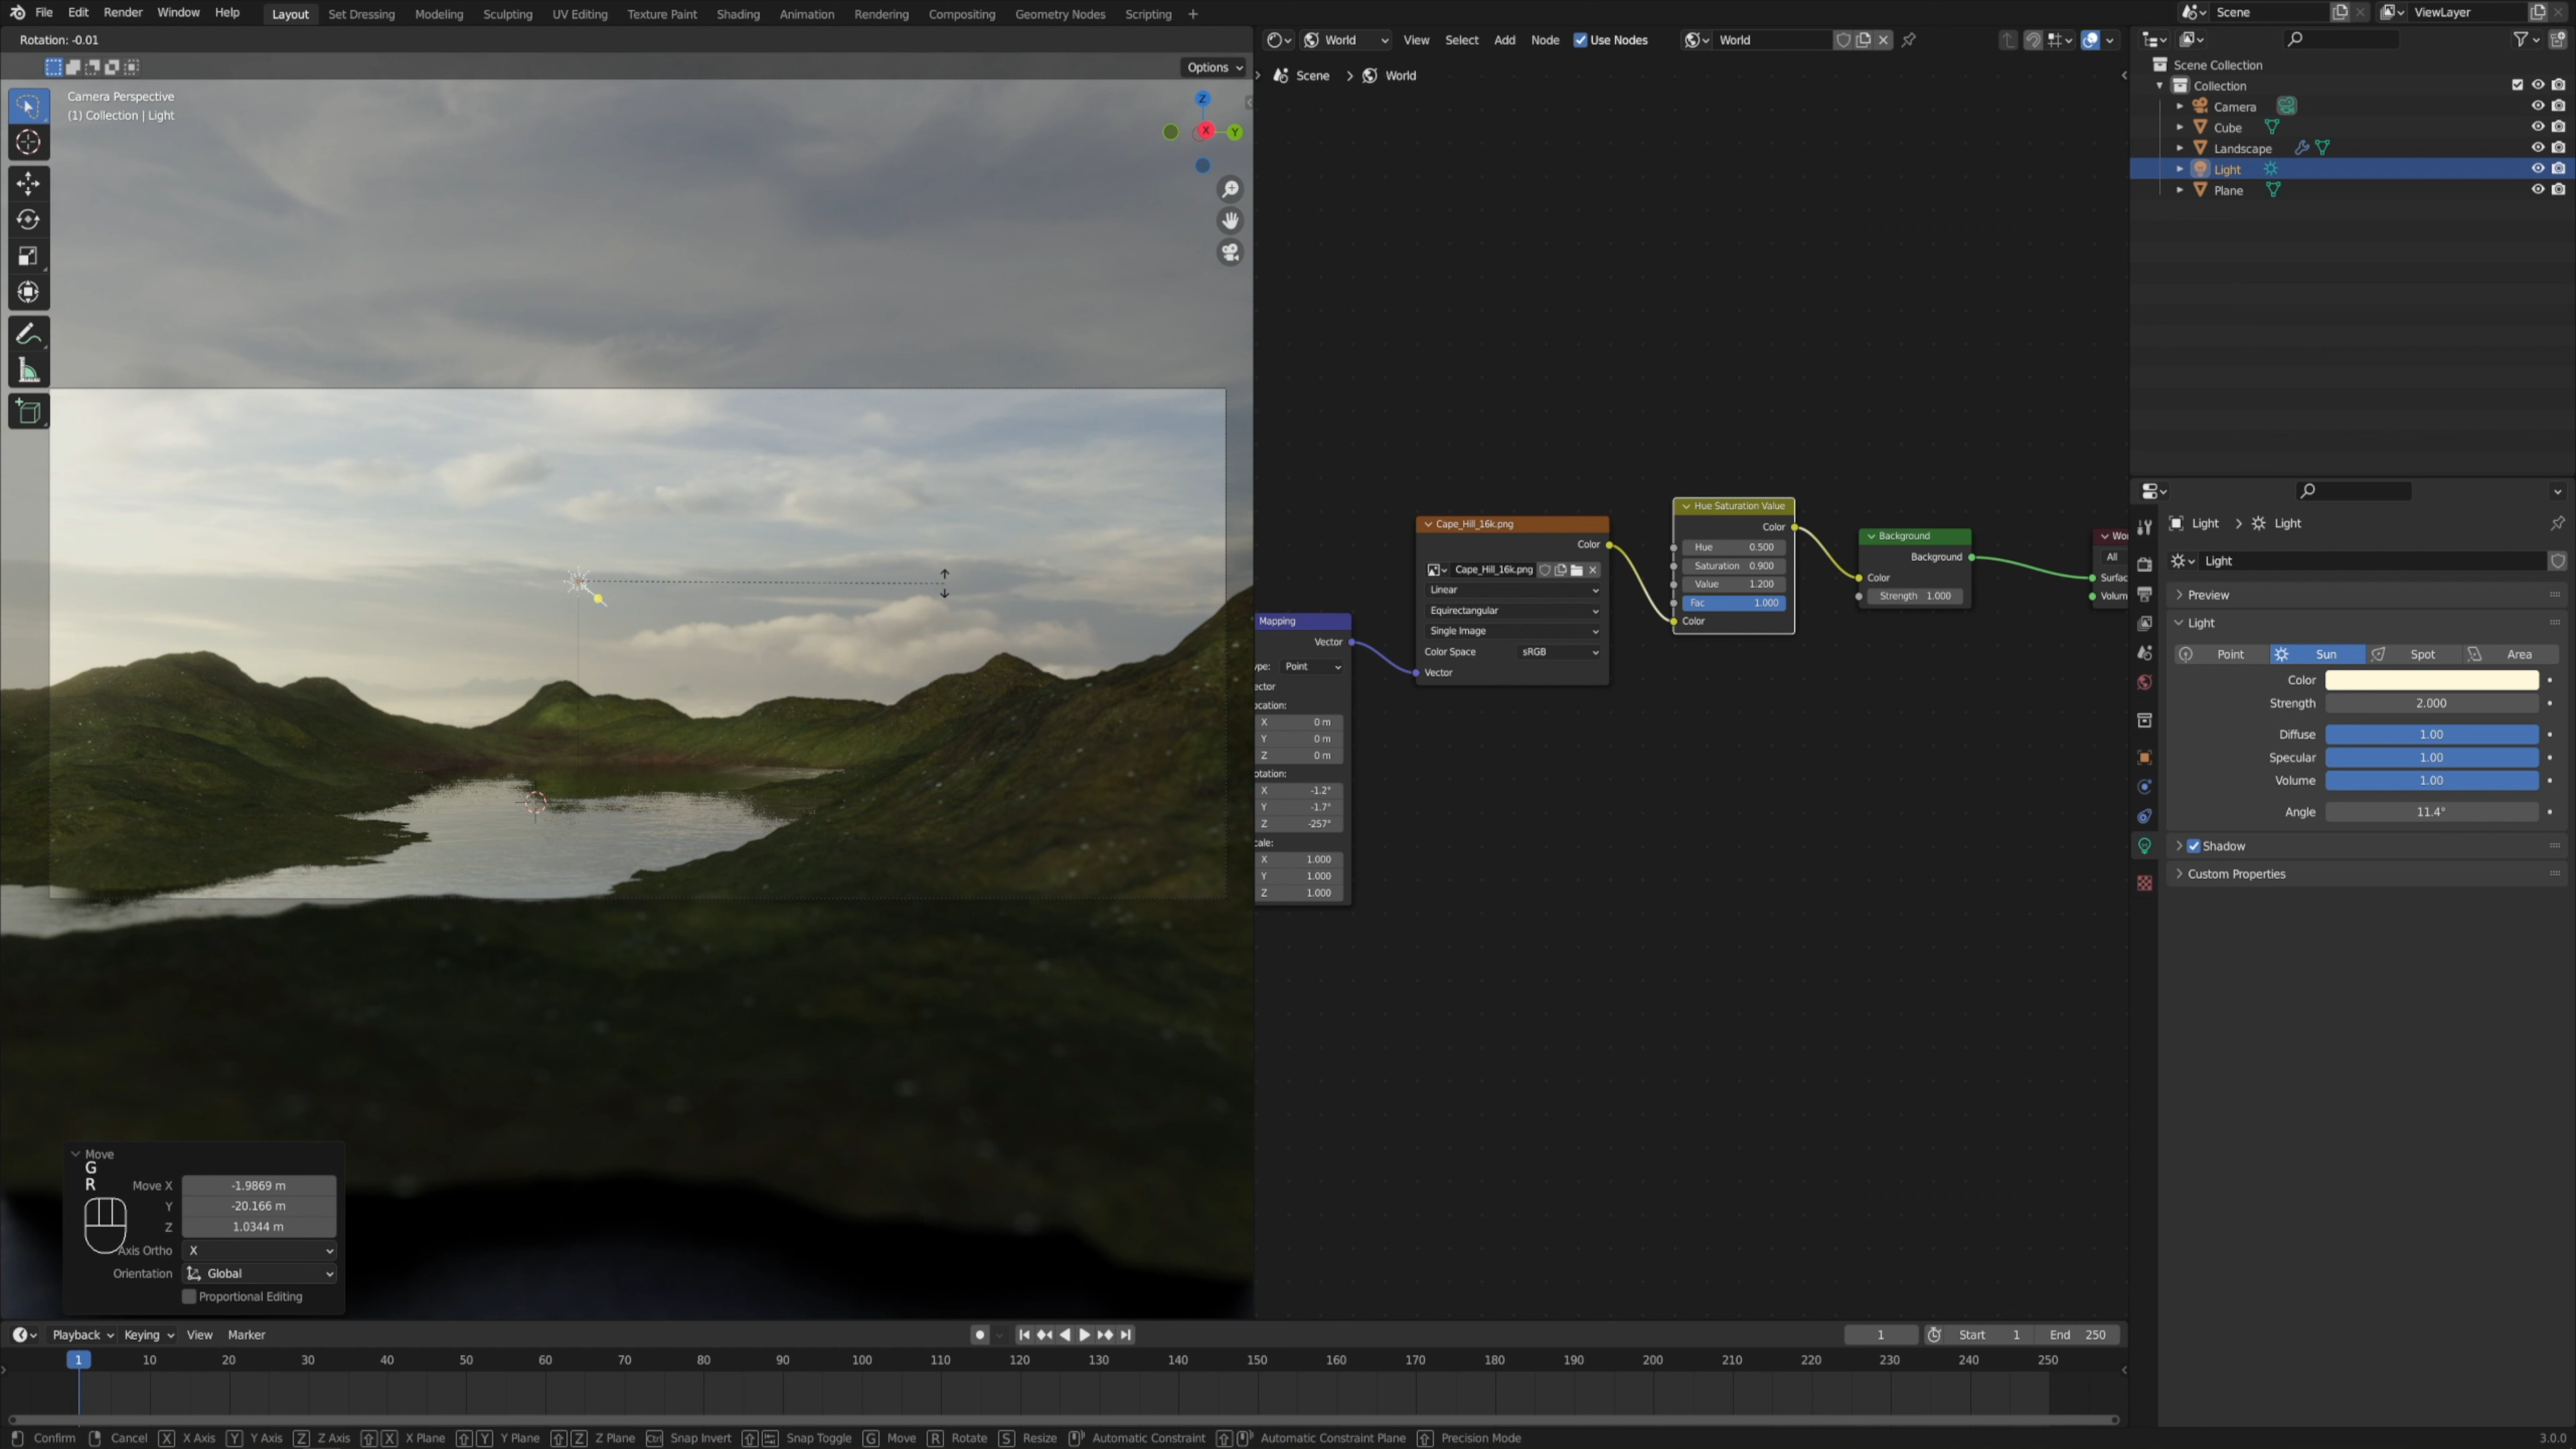 File Edit Render Window Help Layout Set Dressing Modeling Sculpting UV Editing Texture Paint Shading Animation Rendering Compositing Geometry Nodes Scripting + Scene ViewLayer
Rotation: -0.01
World View Select Add Node Use Nodes World
Options
Scene > World
Camera Perspective
(1) Collection | Light
Z
X
Y
Scene Collection
Collection
Camera
Cube
Landscape
Light
Plane
Mapping
Vector
ype: Point
ector
ocation:
X 0 m
Y 0 m
Z 0 m
otation:
X -1.2°
Y -1.7°
Z -257°
cale:
X 1.000
Y 1.000
Z 1.000
Cape_Hill_16k.png
Color
Cape_Hill_16k.png
Linear
Equirectangular
Single Image
Color Space sRGB
Vector
Hue Saturation Value
Color
Hue 0.500
Saturation 0.900
Value 1.200
Fac 1.000
Color
Background
Background
Color
Strength 1.000
Wor
All
Surfac
Volum
Light > Light
Light
Preview
Light
Point Sun Spot Area
Color
Strength 2.000
Diffuse 1.00
Specular 1.00
Volume 1.00
Angle 11.4°
Shadow
Custom Properties
Move
G
R
Move X -1.9869 m
Y -20.166 m
Z 1.0344 m
Axis Ortho X
Orientation Global
Proportional Editing
Playback Keying View Marker 1 Start 1 End 250
1 10 20 30 40 50 60 70 80 90 100 110 120 130 140 150 160 170 180 190 200 210 220 230 240 250
Confirm Cancel X X Axis Y Y Axis Z Z Axis X X Plane Y Y Plane Z Z Plane Ctrl Snap Invert Snap Toggle G Move R Rotate S Resize Automatic Constraint Automatic Constraint Plane Precision Mode 3.0.0